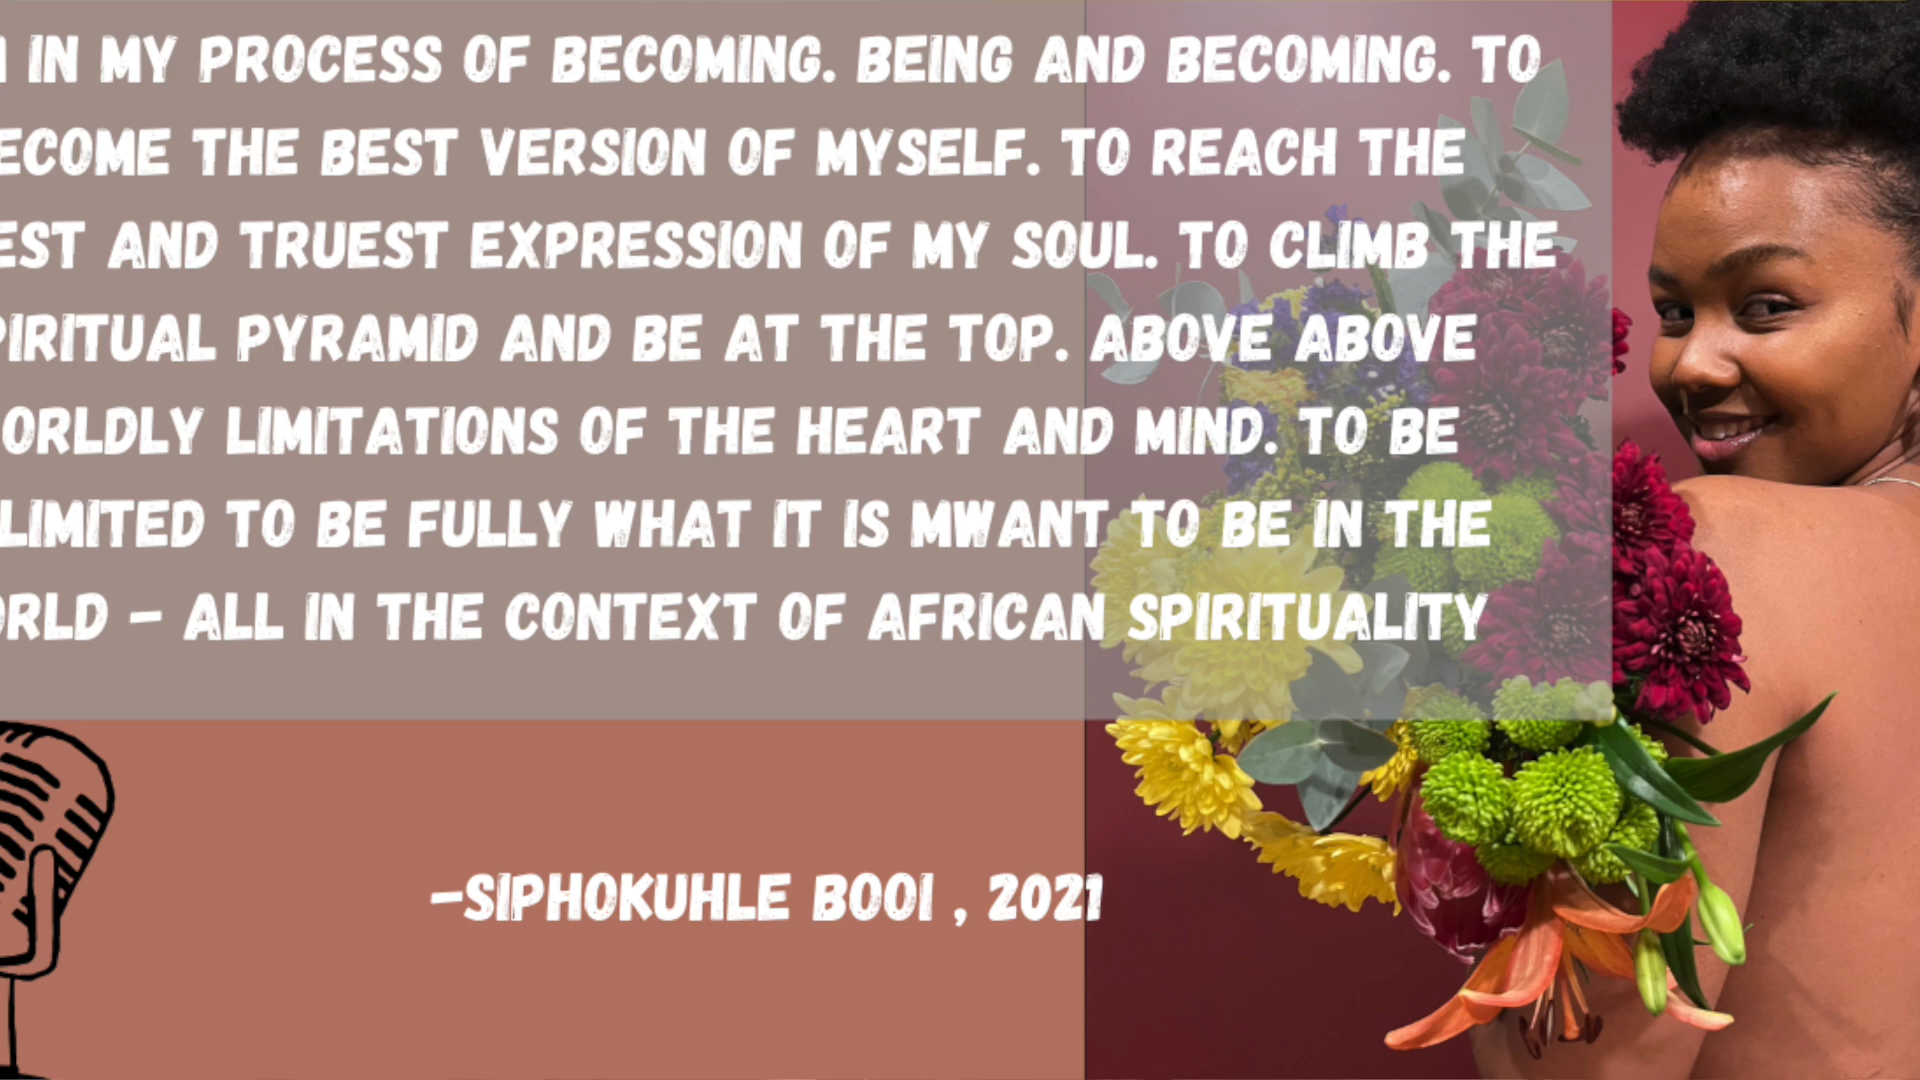 IN MY PROCESS OF BECOMING. BEING AND BECOMING. TO
ECOME THE BEST VERSION OF MYSELF. TO REACH THE
EST AND TRUEST EXPRESSION OF MY SOUL. TO CLIMB THE
PIRITUAL PYRAMID AND BE AT THE TOP. ABOVE ABOVE
ORLDLY LIMITATIONS OF THE HEART AND MIND. TO BE
LIMITED TO BE FULLY WHAT IT IS MWANT TO BE IN THE
ORLD - ALL IN THE CONTEXT OF AFRICAN SPIRITUALITY
-SIPHOKUHLE BOOI , 2021